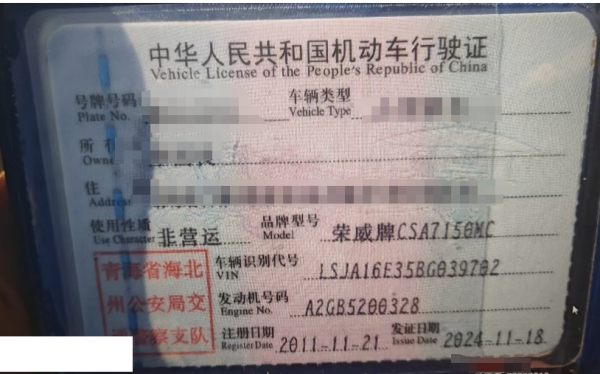 中华人民共和国机动车行驶证
Vehicle License of the People's Republic of China
号牌号码 车辆类型
Plate No. Vehicle Type
所
Owne
住
Address
使用性质 非营运 品牌型号 荣威牌CSA7150MC
Use Character Model
车辆识别代号 LSJA16E35BG039702
VIN
发动机号码 A2GB5200328
Engine No.
注册日期 2011-11-21 发证日期 2024-11-18
Register Date Issue Date
青海省海北
州公安局交
警察支队